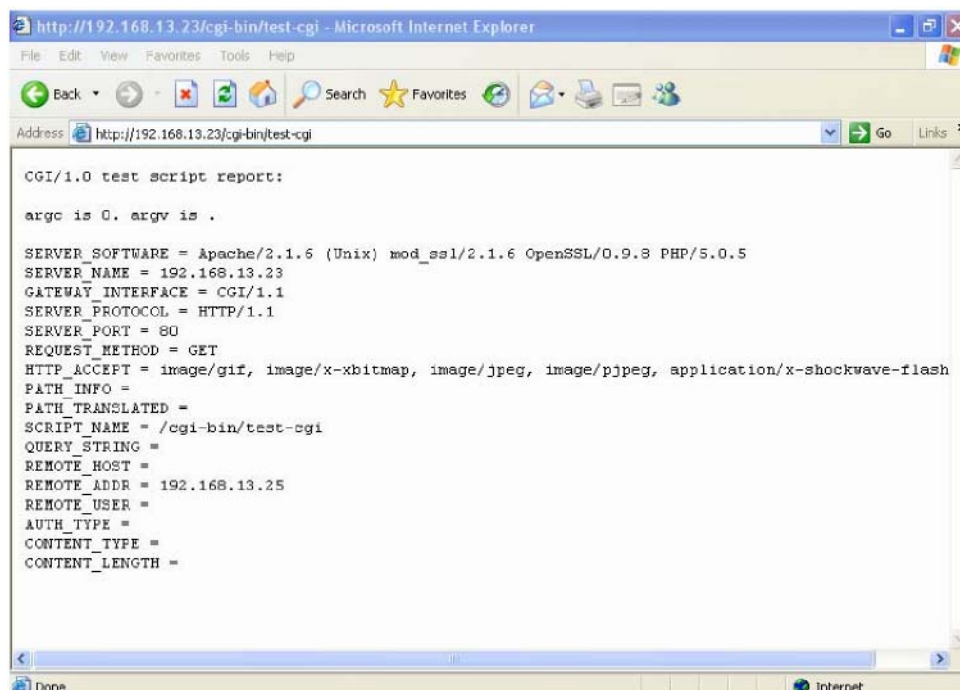 http://192.168.13.23/cgi-bin/test-cgi - Microsoft Internet Explorer
File Edit View Favorites Tools Help
Back Search Favorites
Address http://192.168.13.23/cgi-bin/test-cgi Go Links
CGI/1.0 test script report:
argc is 0. argv is .
SERVER_SOFTWARE = Apache/2.1.6 (Unix) mod_ssl/2.1.6 OpenSSL/0.9.8 PHP/5.0.5
SERVER_NAME = 192.168.13.23
GATEWAY_INTERFACE = CGI/1.1
SERVER_PROTOCOL = HTTP/1.1
SERVER_PORT = 80
REQUEST_METHOD = GET
HTTP_ACCEPT = image/gif, image/x-xbitmap, image/jpeg, image/pjpeg, application/x-shockwave-flash
PATH_INFO =
PATH_TRANSLATED =
SCRIPT_NAME = /cgi-bin/test-cgi
QUERY_STRING =
REMOTE_HOST =
REMOTE_ADDR = 192.168.13.25
REMOTE_USER =
AUTH_TYPE =
CONTENT_TYPE =
CONTENT_LENGTH =
Done Internet